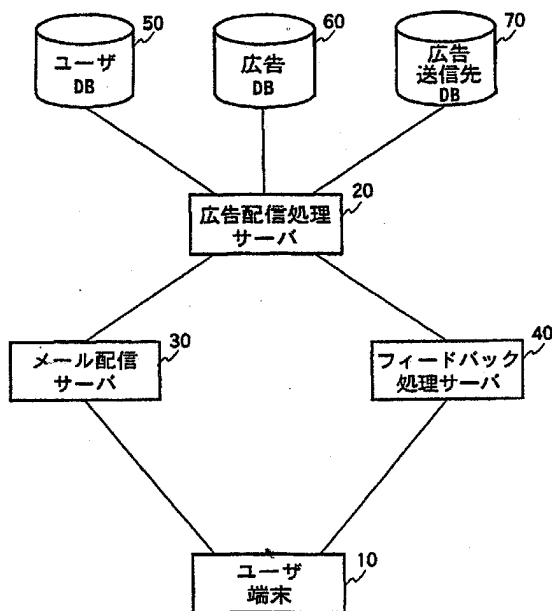 50
ユーザ
DB
60
広告
DB
70
広告
送信先
DB
20
広告配信処理
サーバ
30
メール配信
サーバ
40
フィードバック
処理サーバ
10
ユーザ
端末